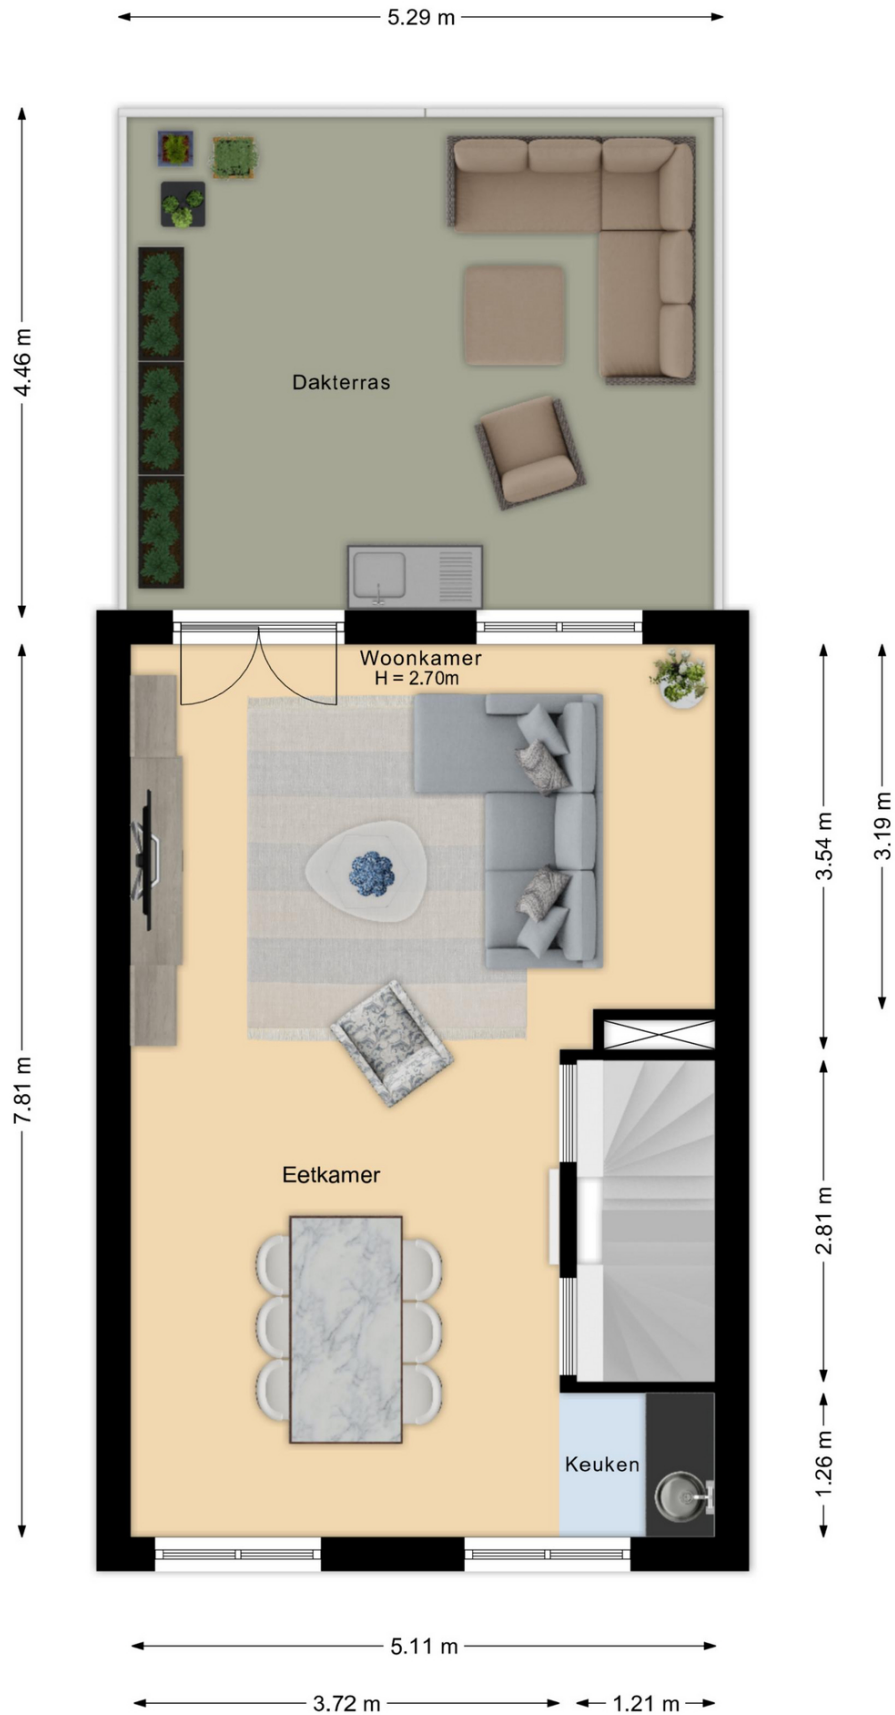 5.29 m
4.46 m
Dakterras
Woonkamer
H = 2.70m
3.54 m
3.19 m
7.81 m
Eetkamer
2.81 m
Keuken
1.26 m
5.11 m
3.72 m
1.21 m